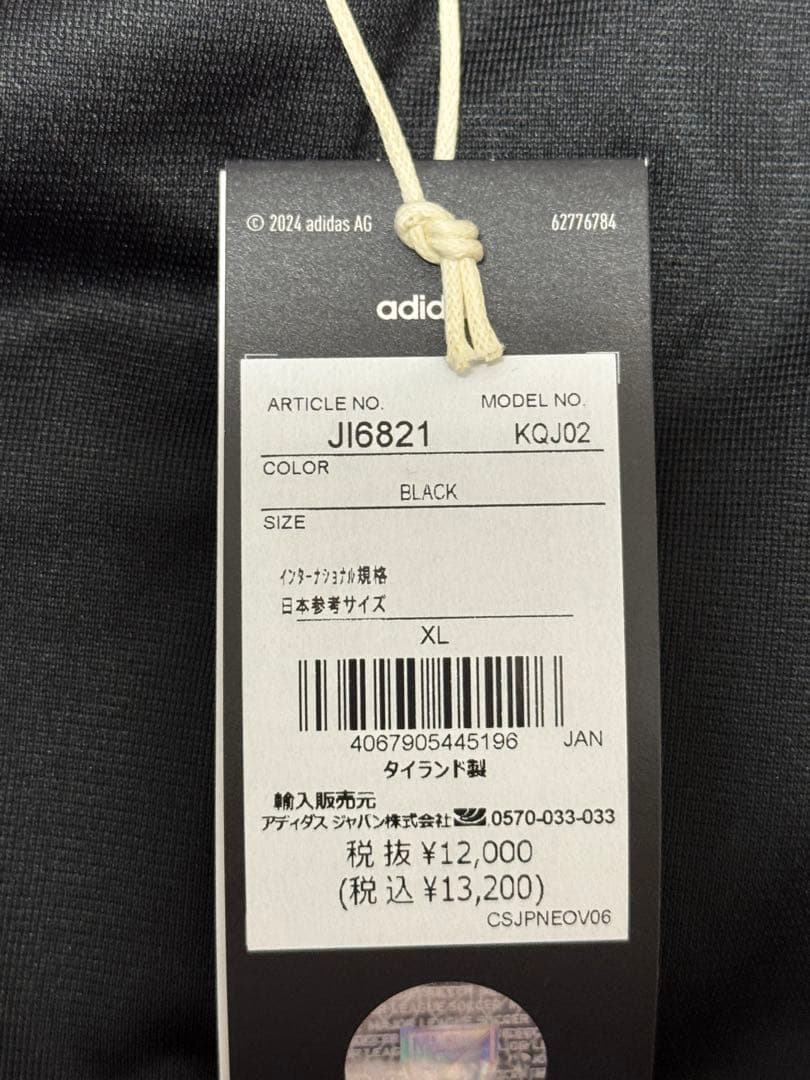 © 2024 adidas AG 62776784
ARTICLE NO. MODEL NO.
JI6821 KQJ02
COLOR
BLACK
SIZE
インターナショナル規格
日本参考サイズ
XL
4067905445196 JAN
タイランド製
輸入販売元
アディダス ジャパン株式会社 0570-033-033
税抜 ¥12,000
(税込 ¥13,200)
CSJPNEOV06